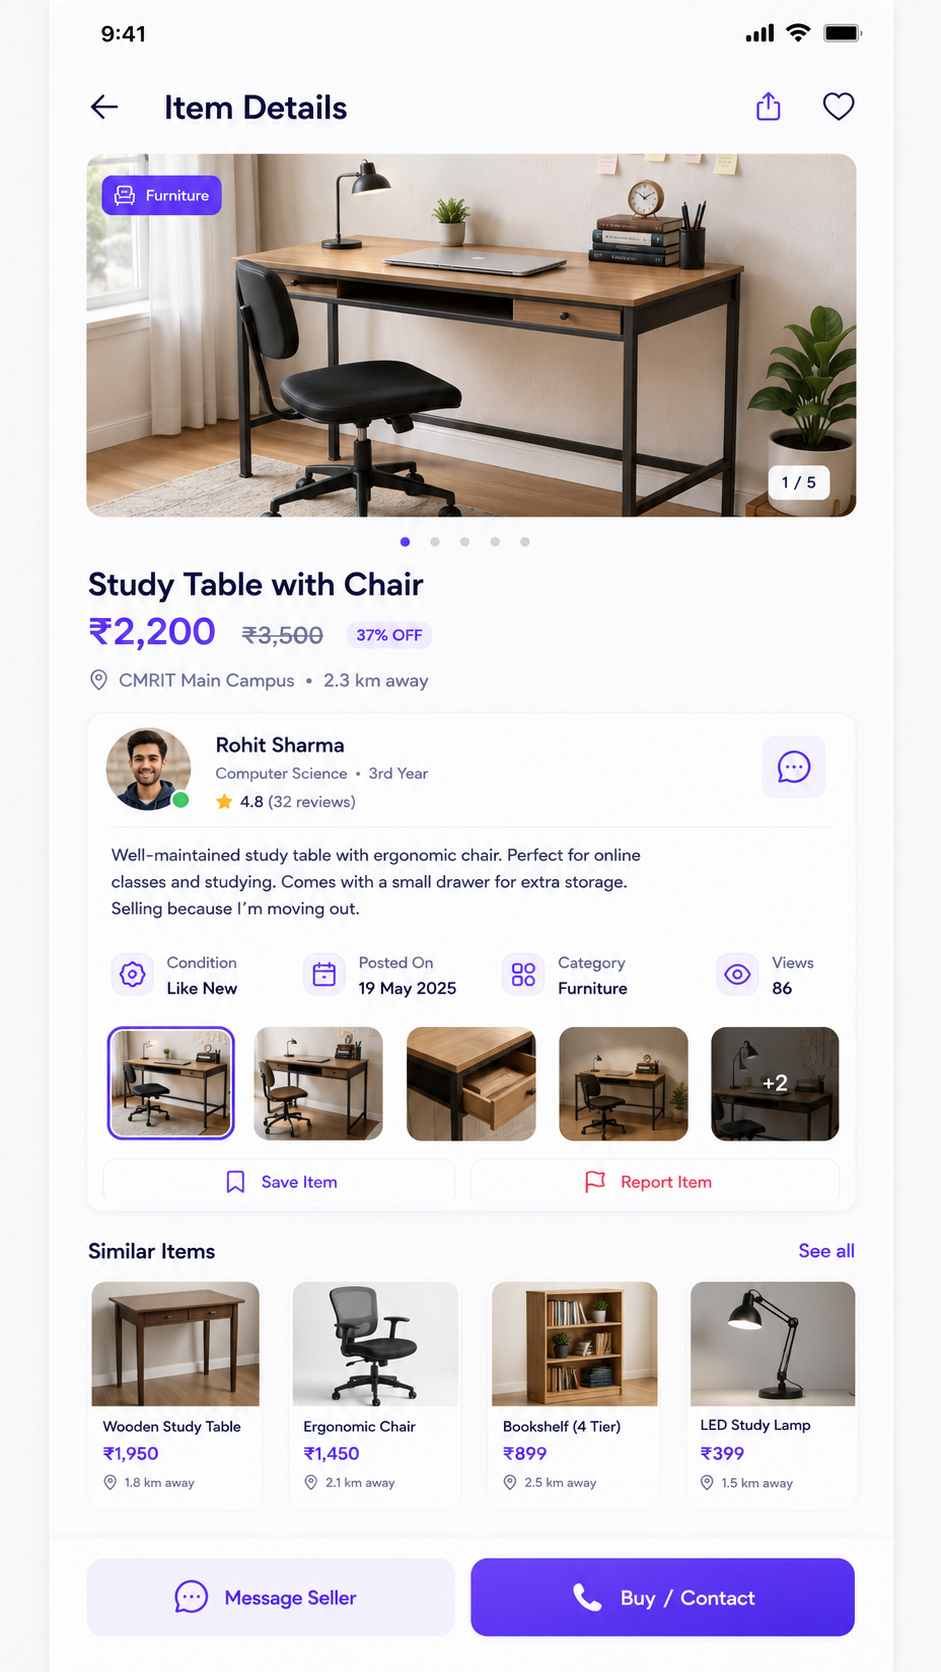 9:41
Item Details
Furniture
1 / 5
Study Table with Chair
₹2,200 ₹3,500 37% OFF
CMRIT Main Campus • 2.3 km away
Rohit Sharma
Computer Science • 3rd Year
4.8 (32 reviews)
Well-maintained study table with ergonomic chair. Perfect for online
classes and studying. Comes with a small drawer for extra storage.
Selling because I'm moving out.
Condition
Like New
Posted On
19 May 2025
Category
Furniture
Views
86
+2
Save Item
Report Item
Similar Items
See all
Wooden Study Table
₹1,950
1.8 km away
Ergonomic Chair
₹1,450
2.1 km away
Bookshelf (4 Tier)
₹899
2.5 km away
LED Study Lamp
₹399
1.5 km away
Message Seller
Buy / Contact